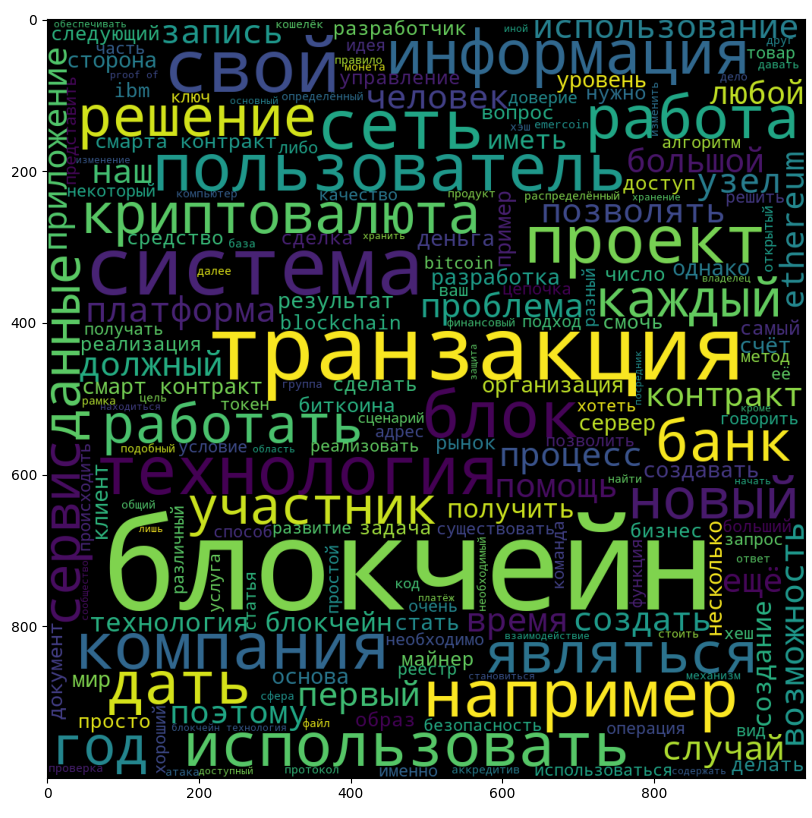 0
обеспечивать
кошелёк
разработчик
иной
использование
друг
следующий
запись
идея
свой
информация
товар
часть
сторона
proof of
правило
монета
управление
давать
дело
ibm
ключ
основный
определённый
человек
доверие
уровень
нужно
любой
приложение
представить
решение
сеть
вопрос
хэш
emercoin
изменить
работа
смарта контракт
либо
иметь
алгоритм
изменение
200
наш
пользователь
большой
доступ
узел
некоторый
компьютер
качество
продукт
распределённый
хранение
решить
ethereum
криптовалюта
пример
позволять
открытый
средство
база
сделка
хранить
деньга
проект
система
далее
bitcoin
ваш
разработка
цепочка
разный
число
однако
владелец
данные
платформа
результат
проблема
каждый
400
получать
blockchain
финансовый
подход
смочь
самый
реализация
транзакция
счёт
должный
защита
посредник
метод
её
смарт контракт
группа
сделать
организация
контракт
рамка
цель
находиться
токен
биткоина
блок
хотеть
кроме
говорить
работать
сценарий
адрес
сервер
банк
подобный
условие
область
реализовать
рынок
позволить
600
сервис
происходить
клиент
технология
процесс
создавать
помощь
найти
начать
новый
возможность
общий
участник
получить
лишь
способ
развитие
задача
существовать
бизнес
больший
запрос
различный
блокчейн
команда
функция
несколько
ответ
сообщество
услуга
статья
простой
код
платёж
необходимый
очень
ещё
800
технология блокчейн
стать
время
создать
хеш
создание
документ
компания
необходимо
взаимодействие
стоить
майнер
реестр
являться
мир
основа
становиться
механизм
дать
сфера
первый
например
просто
поэтому
файл
образ
безопасность
операция
вид
хороший
блокчейн технология
год
использовать
случай
делать
проверка
атака
доступный
протокол
именно
аккредитив
использоваться
содержать
0 200 400 600 800